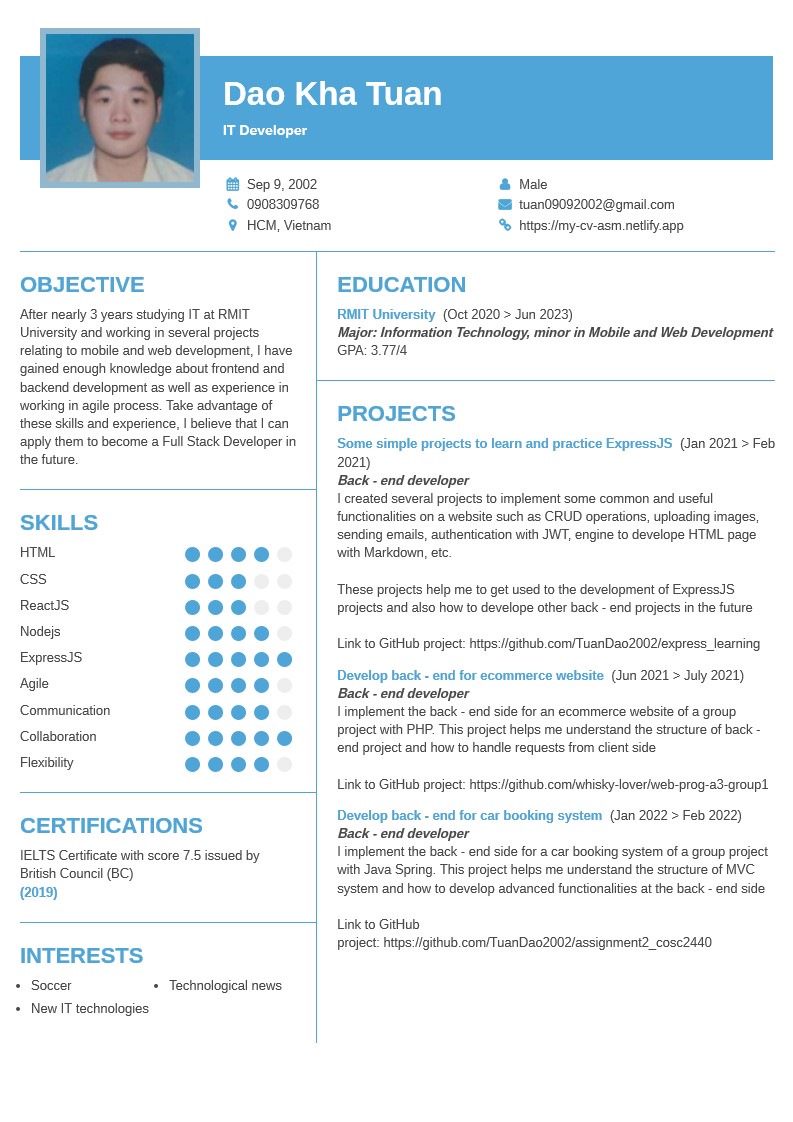 Dao Kha Tuan
IT Developer
Sep 9, 2002
Male
0908309768
tuan09092002@gmail.com
HCM, Vietnam
https://my-cv-asm.netlify.app
OBJECTIVE
After nearly 3 years studying IT at RMIT
University and working in several projects
relating to mobile and web development, I have
gained enough knowledge about frontend and
backend development as well as experience in
working in agile process. Take advantage of
these skills and experience, I believe that I can
apply them to become a Full Stack Developer in
the future.
SKILLS
HTML
CSS
ReactJS
Nodejs
ExpressJS
Agile
Communication
Collaboration
Flexibility
CERTIFICATIONS
IELTS Certificate with score 7.5 issued by
British Council (BC)
(2019)
INTERESTS
• Soccer
• Technological news
• New IT technologies
EDUCATION
RMIT University (Oct 2020 > Jun 2023)
Major: Information Technology, minor in Mobile and Web Development
GPA: 3.77/4
PROJECTS
Some simple projects to learn and practice ExpressJS (Jan 2021 > Feb
2021)
Back - end developer
I created several projects to implement some common and useful
functionalities on a website such as CRUD operations, uploading images,
sending emails, authentication with JWT, engine to develope HTML page
with Markdown, etc.
These projects help me to get used to the development of ExpressJS
projects and also how to develope other back - end projects in the future
Link to GitHub project: https://github.com/TuanDao2002/express_learning
Develop back - end for ecommerce website (Jun 2021 > July 2021)
Back - end developer
I implement the back - end side for an ecommerce website of a group
project with PHP. This project helps me understand the structure of back -
end project and how to handle requests from client side
Link to GitHub project: https://github.com/whisky-lover/web-prog-a3-group1
Develop back - end for car booking system (Jan 2022 > Feb 2022)
Back - end developer
I implement the back - end side for a car booking system of a group project
with Java Spring. This project helps me understand the structure of MVC
system and how to develop advanced functionalities at the back - end side
Link to GitHub
project: https://github.com/TuanDao2002/assignment2_cosc2440